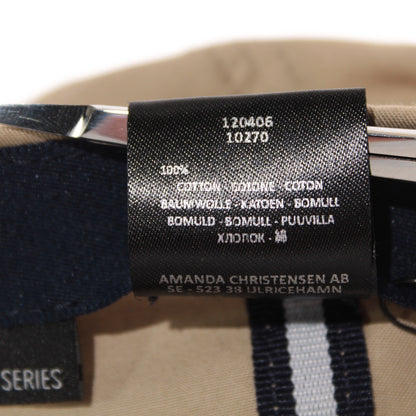 120406
10270
100%
COTTON - COTONE - COTON
BAUMWOLLE - KATOEN - BOMULL
BOMULD - BOMULL - PUUVILLA
ХЛОПОК - 綿
AMANDA CHRISTENSEN AB
SE - 523 38 ULRICEHAMN
SERIES